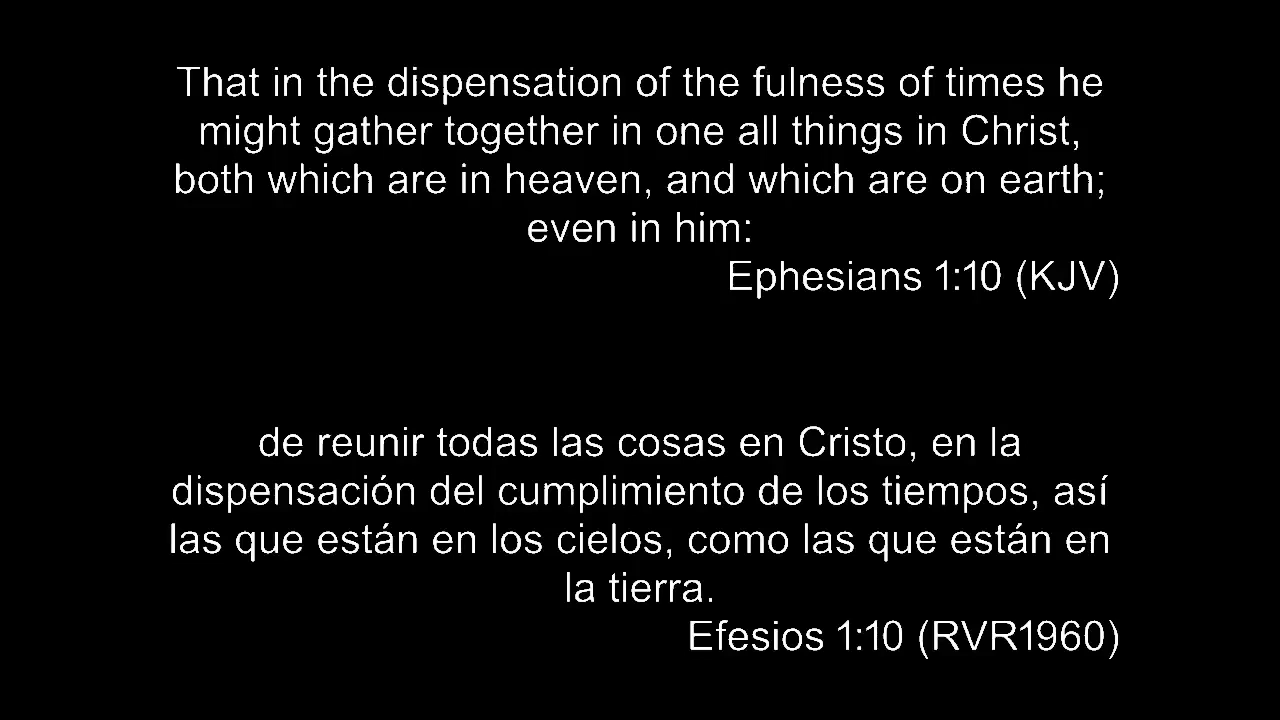 That in the dispensation of the fulness of times he
might gather together in one all things in Christ,
both which are in heaven, and which are on earth;
even in him:
Ephesians 1:10 (KJV)
de reunir todas las cosas en Cristo, en la
dispensación del cumplimiento de los tiempos, así
las que están en los cielos, como las que están en
la tierra.
Efesios 1:10 (RVR1960)